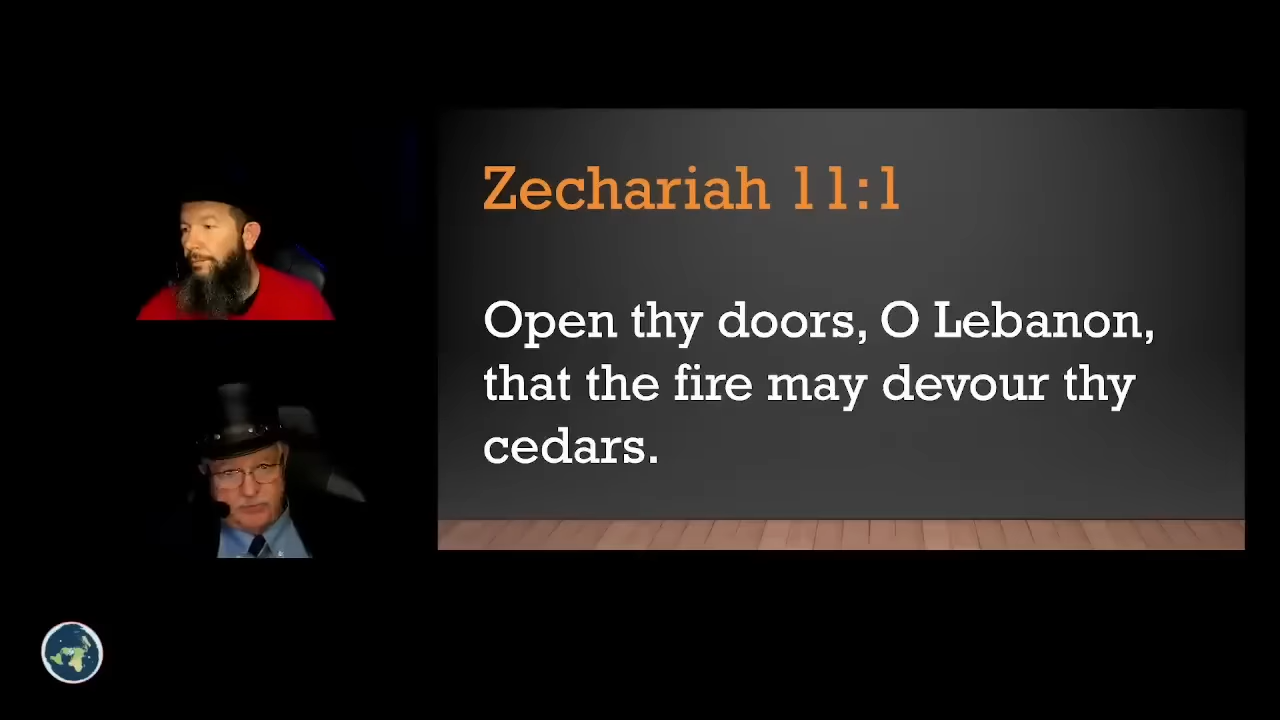 Zechariah 11:1
Open thy doors, O Lebanon,
that the fire may devour thy
cedars.